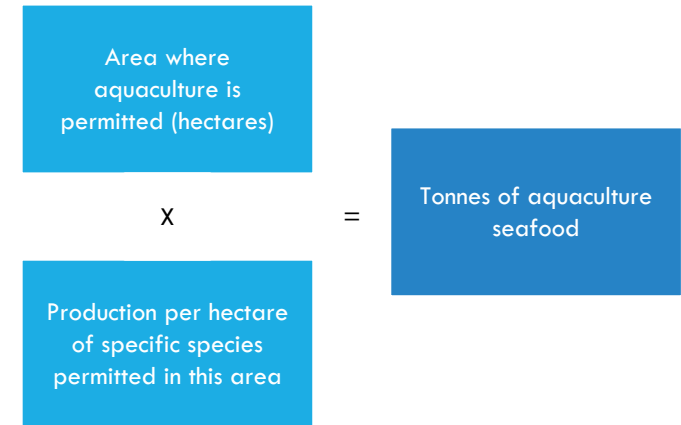 Area where
aquaculture is
permitted (hectares)
X
=
Tonnes of aquaculture
seafood
Production per hectare
of specific species
permitted in this area